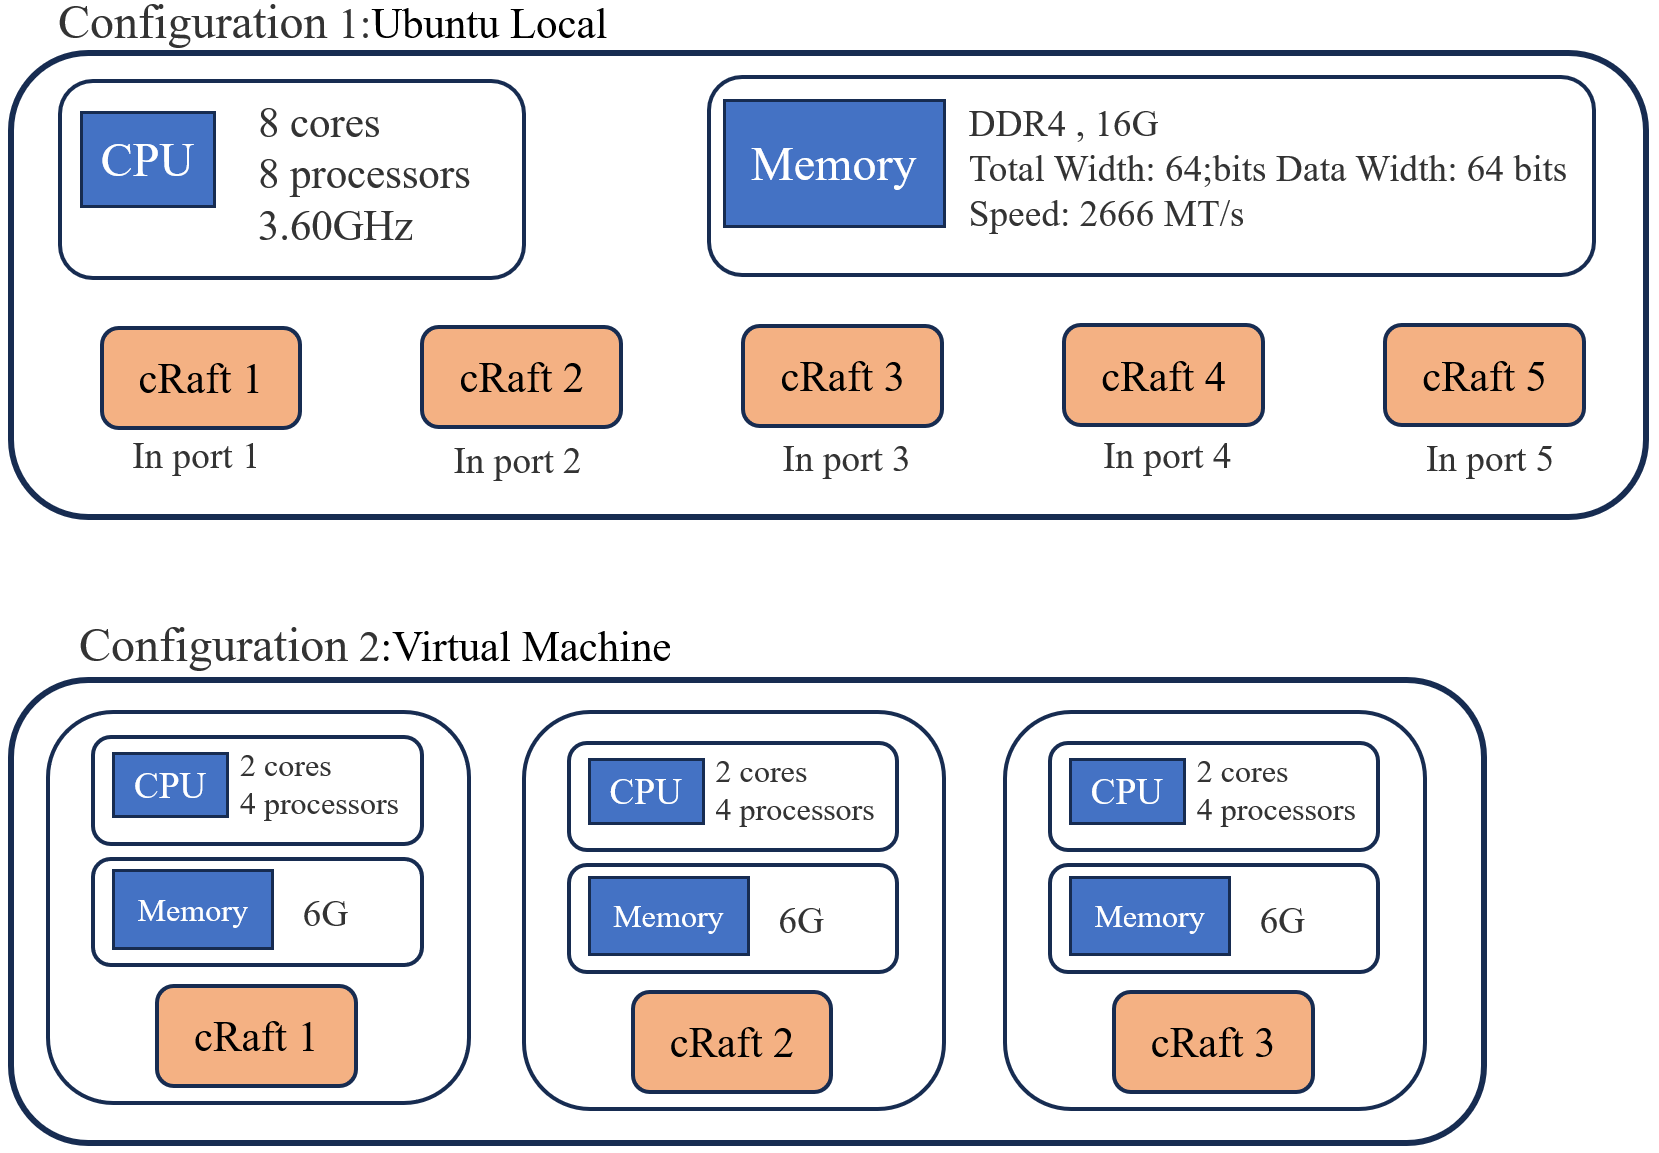 Configuration 1:Ubuntu Local
CPU
8 cores
8 processors
3.60GHz
Memory
DDR4 , 16G
Total Width: 64;bits Data Width: 64 bits
Speed: 2666 MT/s
cRaft 1
cRaft 2
cRaft 3
cRaft 4
cRaft 5
In port 1
In port 2
In port 3
In port 4
In port 5
Configuration 2:Virtual Machine
CPU
2 cores
4 processors
Memory
6G
cRaft 1
CPU
2 cores
4 processors
Memory
6G
cRaft 2
CPU
2 cores
4 processors
Memory
6G
cRaft 3